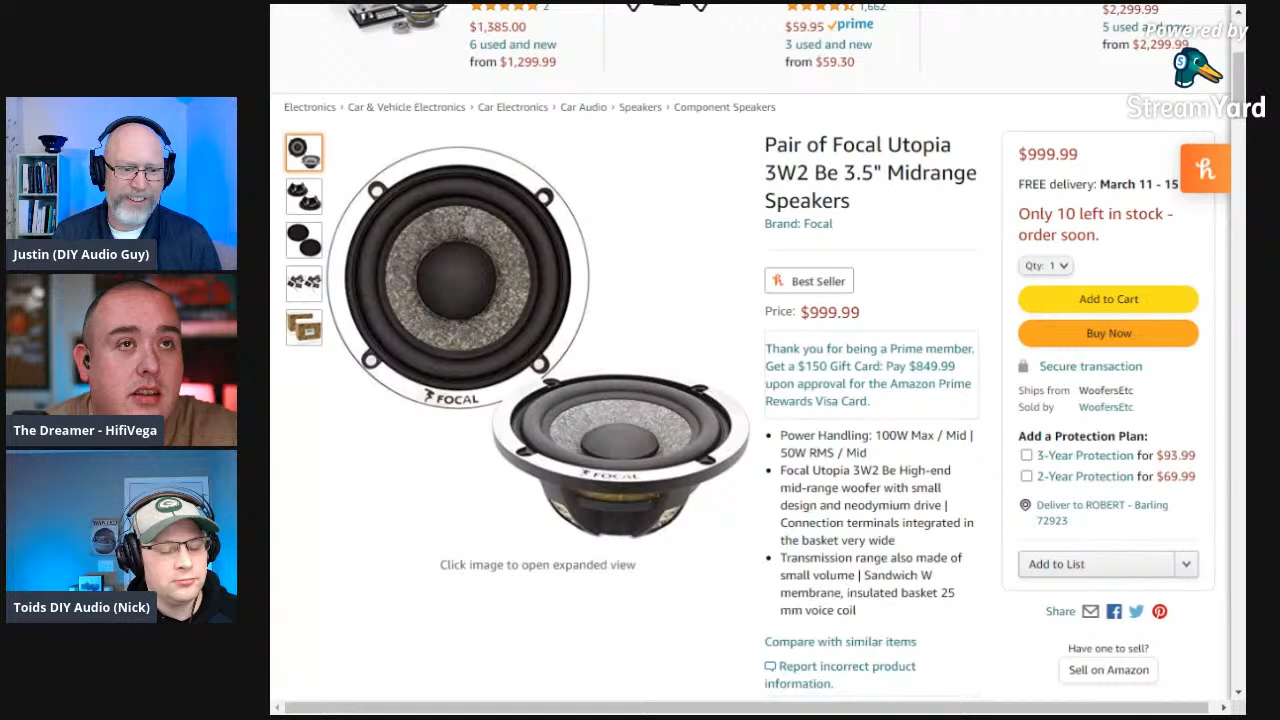 2
$1,385.00
6 used and new
from $1,299.99
1,662
$59.95 prime
3 used and new
from $59.30
$2,299.99
5 used and new
from $2,299.99
Powered by
S
StreamYard
Electronics › Car & Vehicle Electronics › Car Electronics › Car Audio › Speakers › Component Speakers
Justin (DIY Audio Guy)
The Dreamer - HifiVega
Toids DIY Audio (Nick)
FOCAL
FOCAL
Click image to open expanded view
Pair of Focal Utopia
3W2 Be 3.5" Midrange
Speakers
Brand: Focal
h Best Seller
Price: $999.99
Thank you for being a Prime member.
Get a $150 Gift Card: Pay $849.99
upon approval for the Amazon Prime
Rewards Visa Card.
• Power Handling: 100W Max / Mid |
50W RMS / Mid
• Focal Utopia 3W2 Be High-end
mid-range woofer with small
design and neodymium drive |
Connection terminals integrated in
the basket very wide
• Transmission range also made of
small volume | Sandwich W
membrane, insulated basket 25
mm voice coil
Compare with similar items
Report incorrect product
information.
$999.99
h
FREE delivery: March 11 - 15
Only 10 left in stock -
order soon.
Qty: 1
Add to Cart
Buy Now
Secure transaction
Ships from WoofersEtc
Sold by WoofersEtc
Add a Protection Plan:
3-Year Protection for $93.99
2-Year Protection for $69.99
Deliver to ROBERT - Barling
72923
Add to List
Share
Have one to sell?
Sell on Amazon